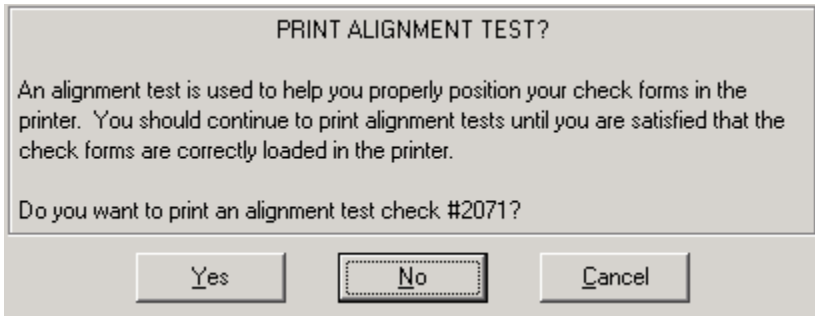 PRINT ALIGNMENT TEST?
An alignment test is used to help you properly position your check forms in the
printer.  You should continue to print alignment tests until you are satisfied that the
check forms are correctly loaded in the printer.
Do you want to print an alignment test check #2071?
Yes No Cancel